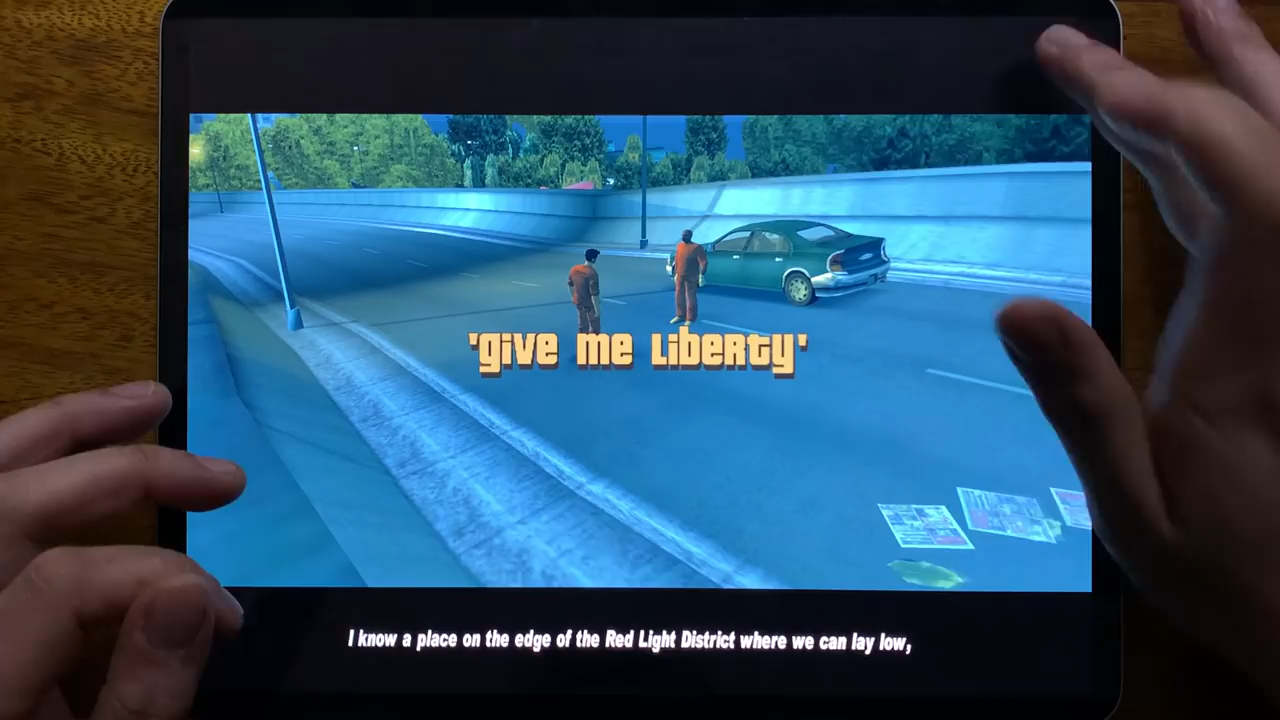 'give me Liberty'
I know a place on the edge of the Red Light District where we can lay low,